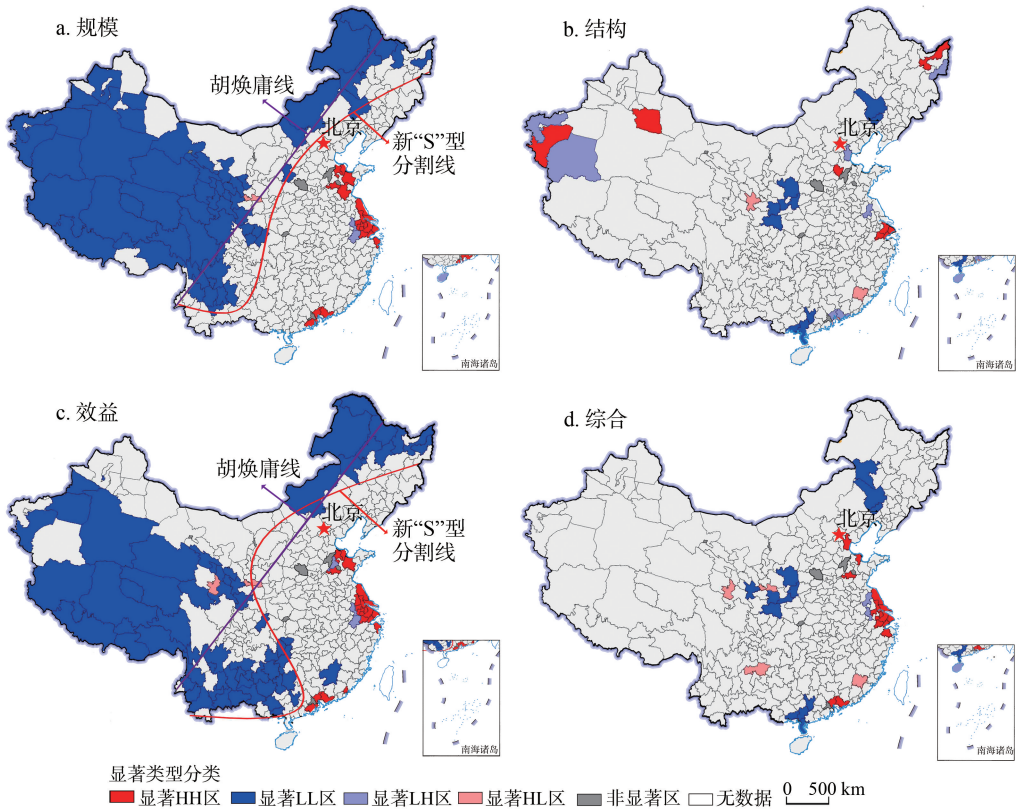 a. 规模
胡焕庸线
北京
新“S”型
分割线
南海诸岛
b. 结构
北京
南海诸岛
c. 效益
胡焕庸线
北京
新“S”型
分割线
南海诸岛
d. 综合
北京
南海诸岛
显著类型分类
显著HH区 显著LL区 显著LH区 显著HL区 非显著区 无数据 0 500 km